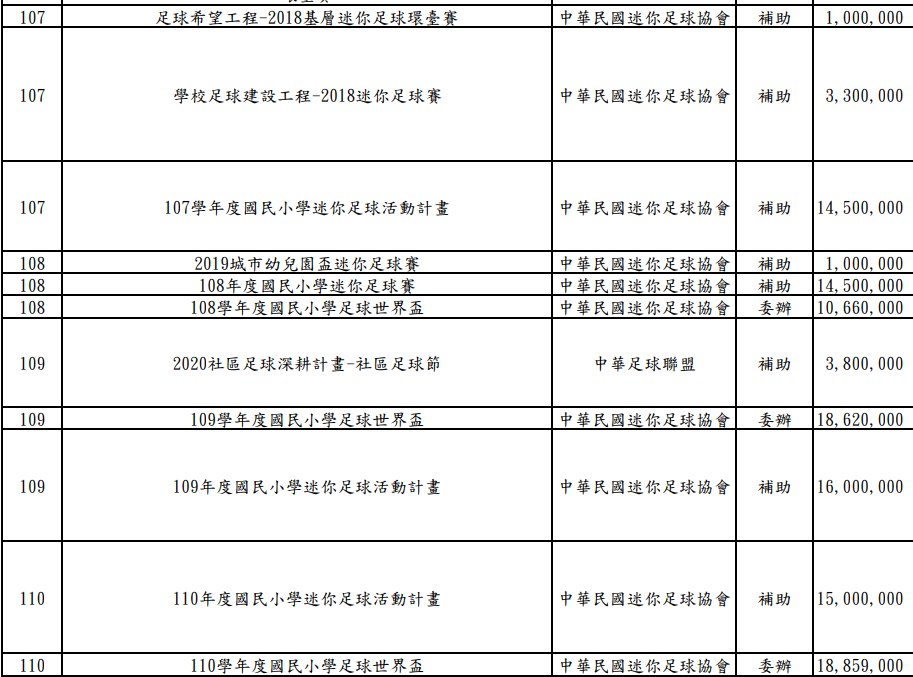 107 足球希望工程-2018基層迷你足球環臺賽 中華民國迷你足球協會 補助 1,000,000
107 學校足球建設工程-2018迷你足球賽 中華民國迷你足球協會 補助 3,300,000
107 107學年度國民小學迷你足球活動計畫 中華民國迷你足球協會 補助 14,500,000
108 2019城市幼兒園盃迷你足球賽 中華民國迷你足球協會 補助 1,000,000
108 108年度國民小學迷你足球賽 中華民國迷你足球協會 補助 14,500,000
108 108學年度國民小學足球世界盃 中華民國迷你足球協會 委辦 10,660,000
109 2020社區足球深耕計畫-社區足球節 中華足球聯盟 補助 3,800,000
109 109學年度國民小學足球世界盃 中華民國迷你足球協會 委辦 18,620,000
109 109年度國民小學迷你足球活動計畫 中華民國迷你足球協會 補助 16,000,000
110 110年度國民小學迷你足球活動計畫 中華民國迷你足球協會 補助 15,000,000
110 110學年度國民小學足球世界盃 中華民國迷你足球協會 委辦 18,859,000